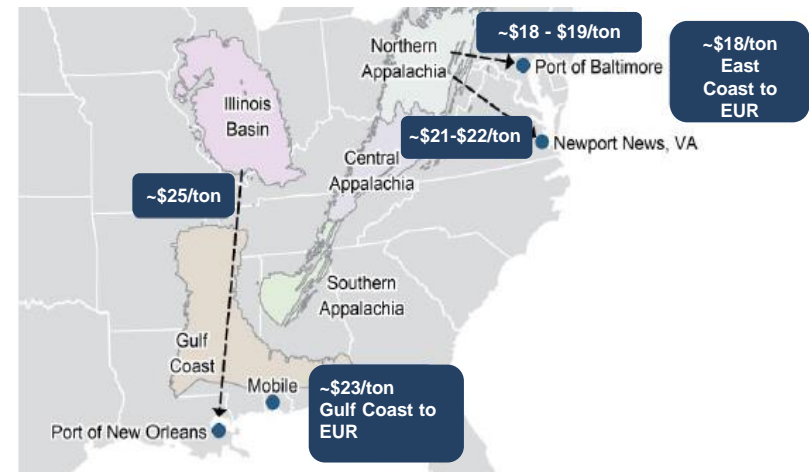 ~$18 - $19/ton
Northern
Appalachia
Port of Baltimore
~$18/ton
East
Coast to
EUR
Illinois
Basin
~$21-$22/ton
Newport News, VA
Central
Appalachia
~$25/ton
Southern
Appalachia
Gulf
Coast
Mobile
~$23/ton
Gulf Coast to
EUR
Port of New Orleans